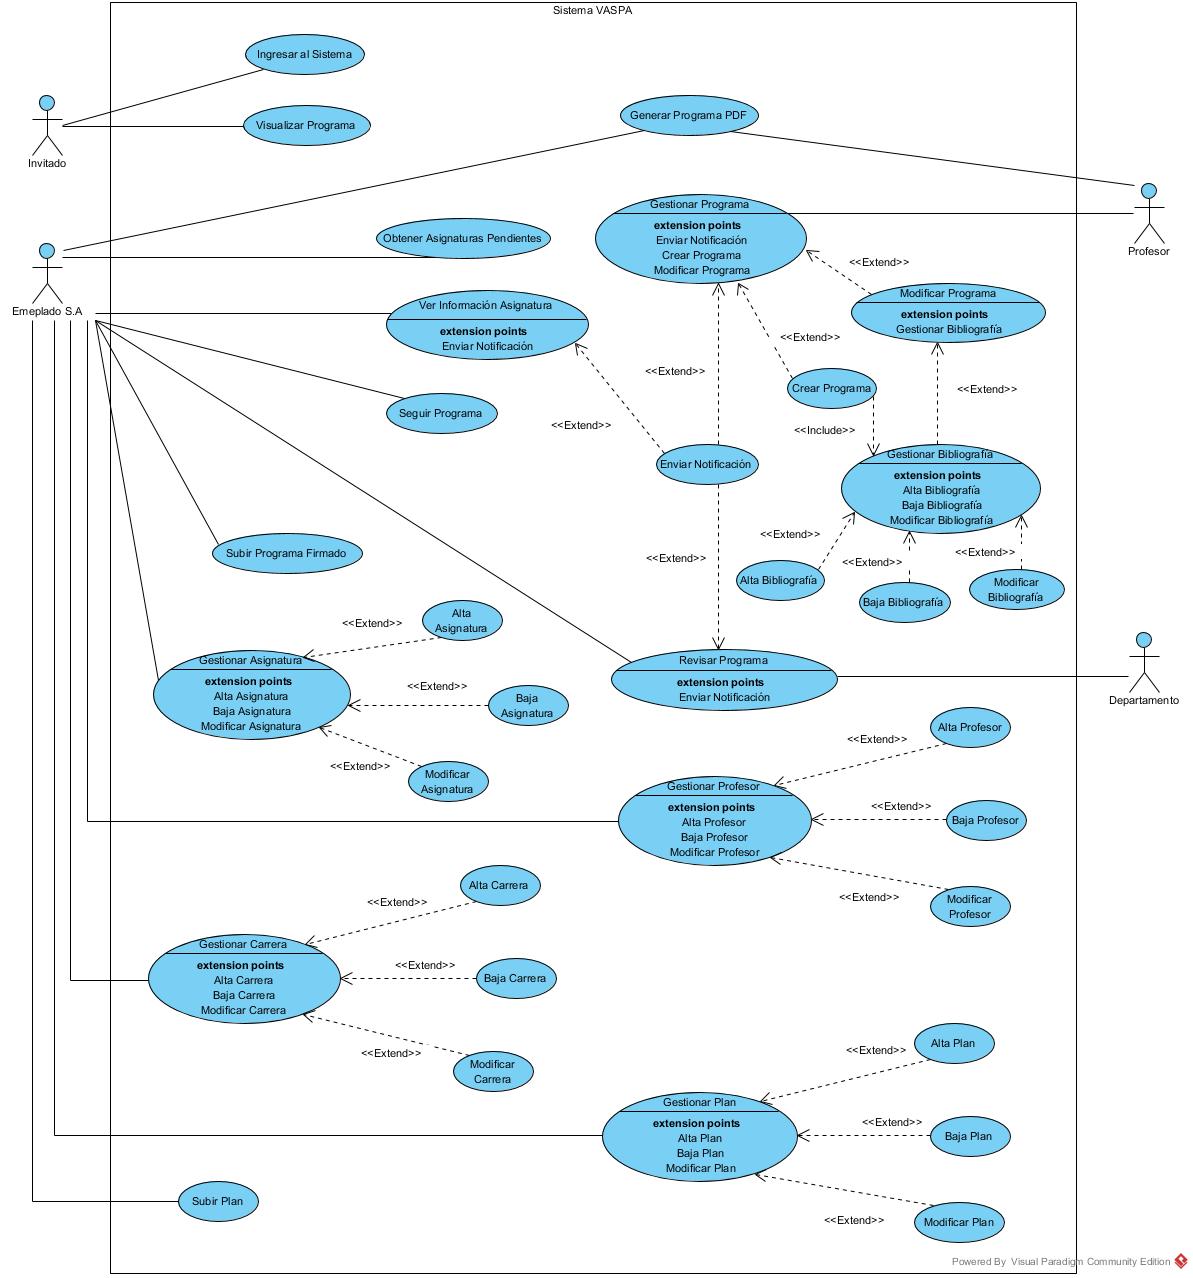 Sistema VASPA
Ingresar al Sistema
Visualizar Programa
Invitado
Generar Programa PDF
Profesor
Gestionar Programa
extension points
Enviar Notificación
Crear Programa
Modificar Programa
Obtener Asignaturas Pendientes
Emeplado S.A
<<Extend>>
Modificar Programa
extension points
Gestionar Bibliografía
Ver Información Asignatura
extension points
Enviar Notificación
<<Extend>>
<<Extend>>
Crear Programa
<<Extend>>
Seguir Programa
<<Extend>>
<<Include>>
Enviar Notificación
Gestionar Bibliografía
extension points
Alta Bibliografía
Baja Bibliografía
Modificar Bibliografía
<<Extend>>
<<Extend>>
<<Extend>>
<<Extend>>
Subir Programa Firmado
Alta Bibliografía
Baja Bibliografía
Modificar
Bibliografía
Alta
Asignatura
<<Extend>>
Gestionar Asignatura
extension points
Alta Asignatura
Baja Asignatura
Modificar Asignatura
<<Extend>>
Baja
Asignatura
<<Extend>>
Modificar
Asignatura
Revisar Programa
extension points
Enviar Notificación
Departamento
Alta Profesor
<<Extend>>
Gestionar Profesor
extension points
Alta Profesor
Baja Profesor
Modificar Profesor
<<Extend>>
Baja Profesor
<<Extend>>
Modificar
Profesor
Alta Carrera
<<Extend>>
Gestionar Carrera
extension points
Alta Carrera
Baja Carrera
Modificar Carrera
<<Extend>>
Baja Carrera
<<Extend>>
Modificar
Carrera
Alta Plan
<<Extend>>
Gestionar Plan
extension points
Alta Plan
Baja Plan
Modificar Plan
<<Extend>>
Baja Plan
<<Extend>>
Modificar Plan
Subir Plan
Powered By Visual Paradigm Community Edition